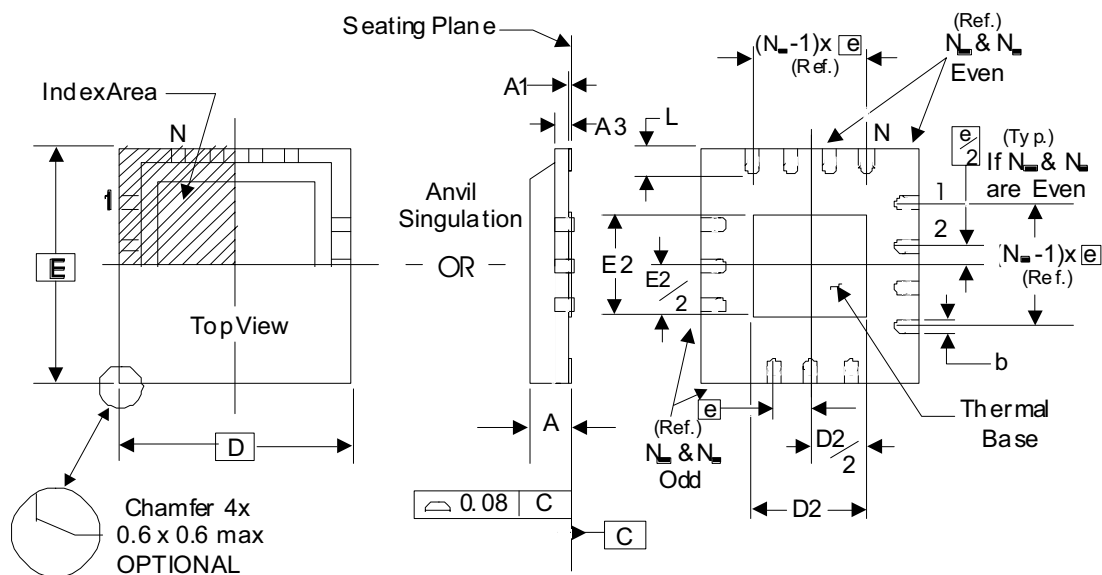 Seating Plane
(Ref.)
N & N
Even
(N -1)x e
(Ref.)
A1
A3
L
N
Index Area
N
1
E
Top View
D
Chamfer 4x
0.6 x 0.6 max
OPTIONAL
Anvil
Singulation
OR
A
0.08 C
C
E2
E2/2
(Ref.)
N & N
Odd
e
D2/2
D2
e/2
(Typ.)
If N & N
are Even
1
2
(N -1)x e
(Ref.)
b
Thermal
Base